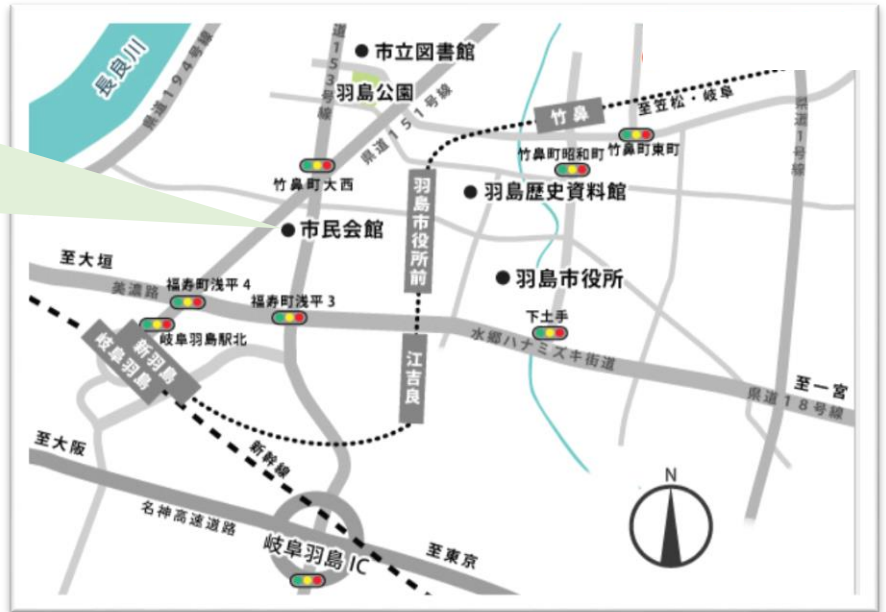 市立図書館
長良川
県道194号線
道153号線
羽島公園
県道151号線
至笠松・岐阜
竹鼻
県道1号線
竹鼻町昭和町
竹鼻町東町
竹鼻町大西
羽島歴史資料館
羽島市役所前
市民会館
至大垣
羽島市役所
美濃路
福寿町浅平4
福寿町浅平3
下土手
岐阜羽島駅北
新羽島
岐阜羽島
江吉良
水郷ハナミズキ街道
至一宮
県道18号線
至大阪
新幹線
N
名神高速道路
岐阜羽島IC
至東京